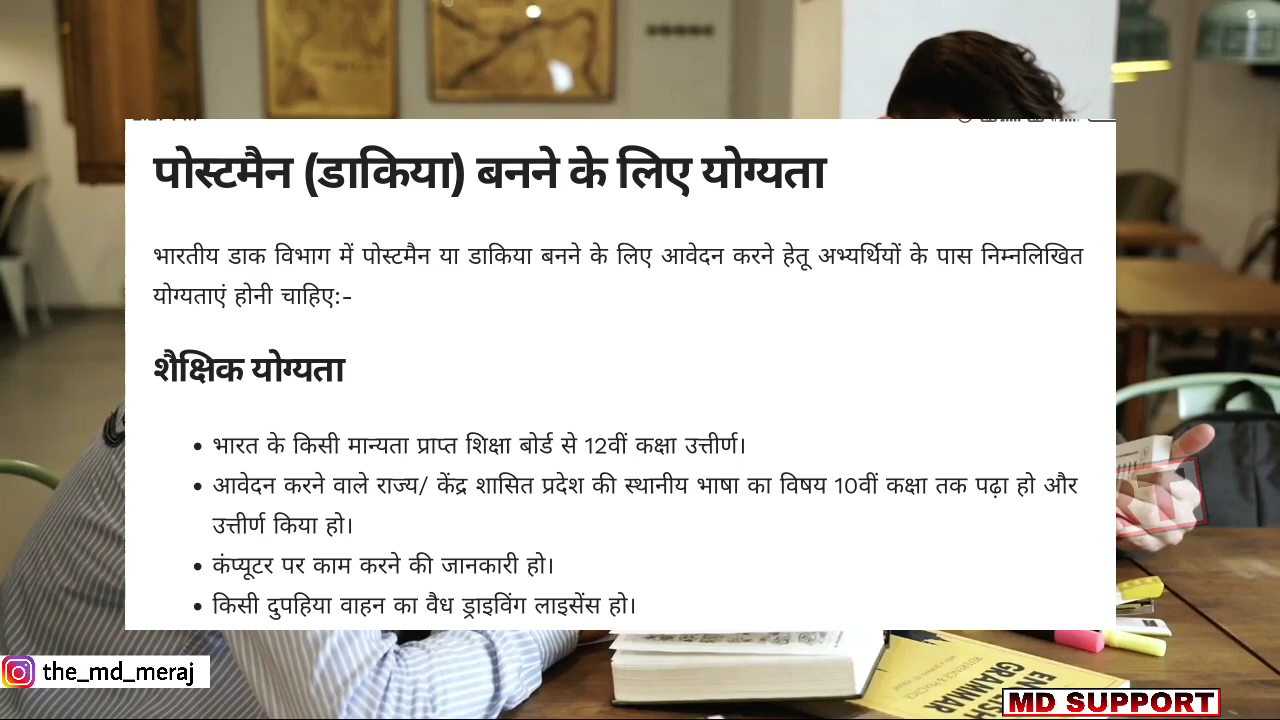 पोस्टमैन (डाकिया) बनने के लिए योग्यता
भारतीय डाक विभाग में पोस्टमैन या डाकिया बनने के लिए आवेदन करने हेतू अभ्यर्थियों के पास निम्नलिखित
योग्यताएं होनी चाहिए:-
शैक्षिक योग्यता
• भारत के किसी मान्यता प्राप्त शिक्षा बोर्ड से 12वीं कक्षा उत्तीर्ण।
• आवेदन करने वाले राज्य/ केंद्र शासित प्रदेश की स्थानीय भाषा का विषय 10वीं कक्षा तक पढ़ा हो और
उत्तीर्ण किया हो।
• कंप्यूटर पर काम करने की जानकारी हो।
• किसी दुपहिया वाहन का वैध ड्राइविंग लाइसेंस हो।
the_md_meraj
GRAMMAR
MD SUPPORT